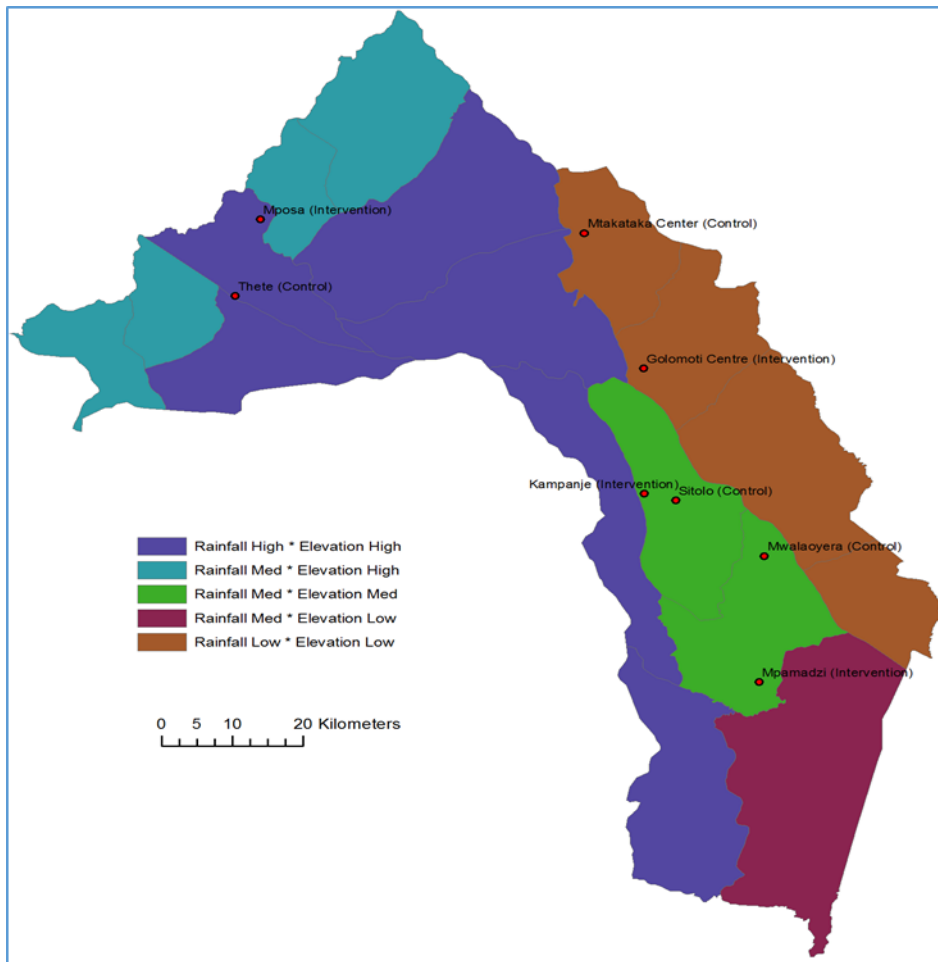 Mposa (Intervention)
Mtakataka Center (Control)
Thete (Control)
Golomoti Centre (Intervention)
Kampanje (Intervention)
Sitolo (Control)
Mwalaoyera (Control)
Rainfall High * Elevation High
Rainfall Med * Elevation High
Rainfall Med * Elevation Med
Rainfall Med * Elevation Low
Rainfall Low * Elevation Low
Mpamadzi (Intervention)
0 5 10 20 Kilometers